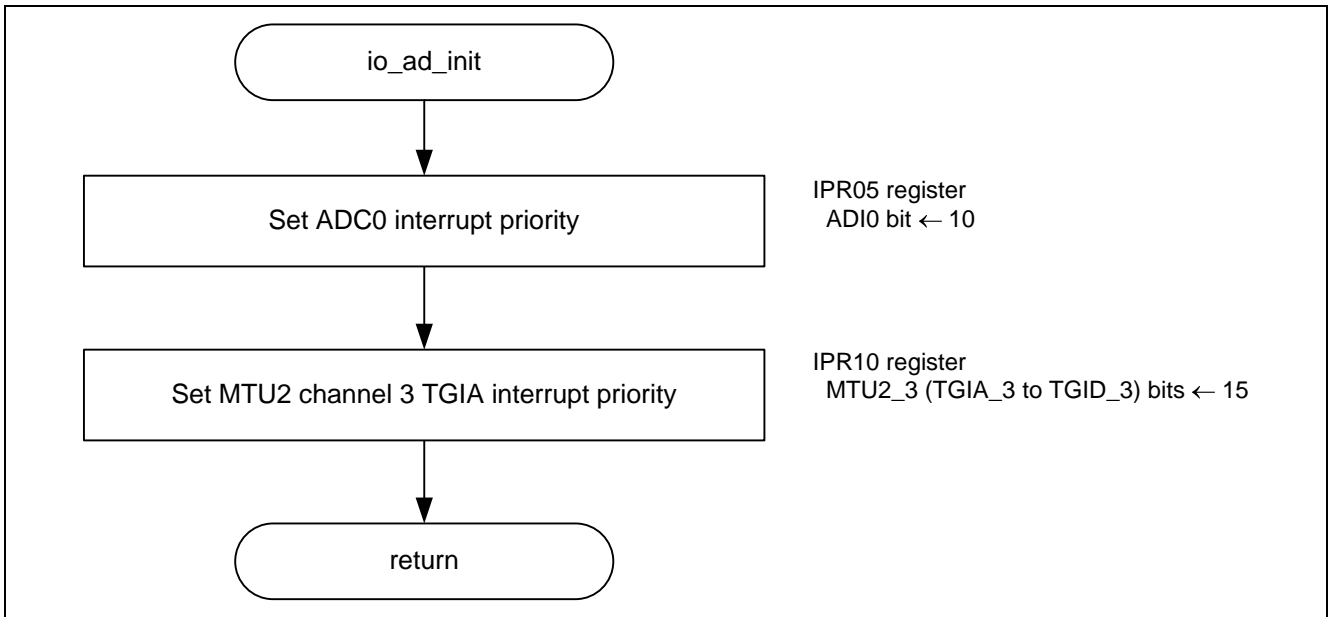 io_ad_init
Set ADC0 interrupt priority
IPR05 register
ADI0 bit ← 10
Set MTU2 channel 3 TGIA interrupt priority
IPR10 register
MTU2_3 (TGIA_3 to TGID_3) bits ← 15
return